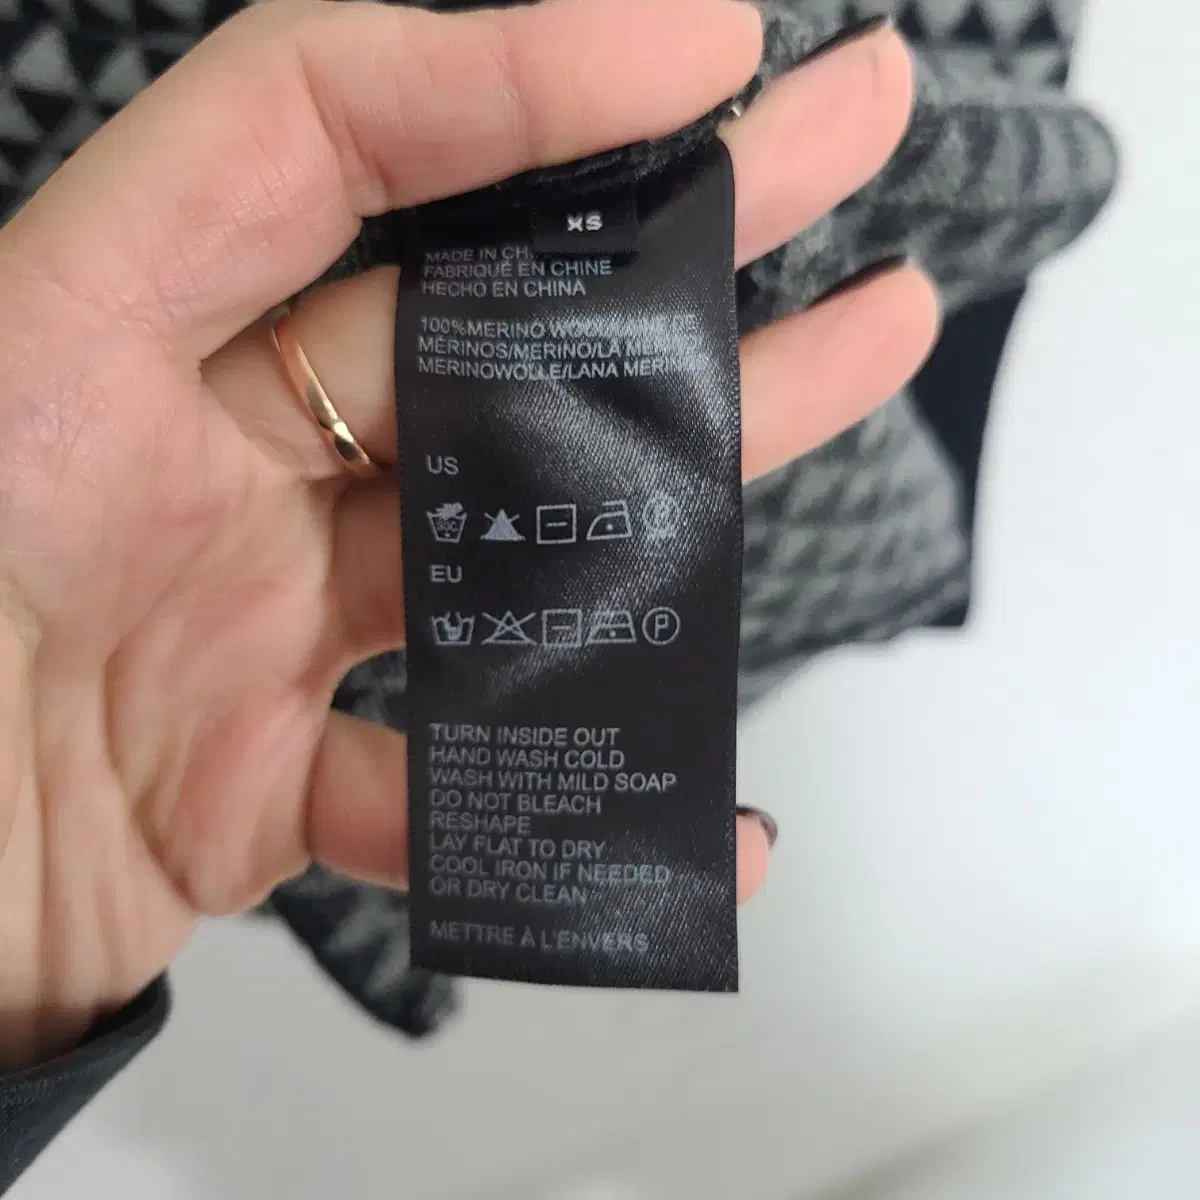 XS
MADE IN CH
FABRIQUÉ EN CHINE
HECHO EN CHINA
100%MERINO
MÉRINOS/MERINO/LA
MERINOWOLLE/LANA
US
30C
EU
P
TURN INSIDE OUT
HAND WASH COLD
WASH WITH MILD SOAP
DO NOT BLEACH
RESHAPE
LAY FLAT TO DRY
COOL IRON IF NEEDED
OR DRY CLEAN
METTRE À L'ENVERS